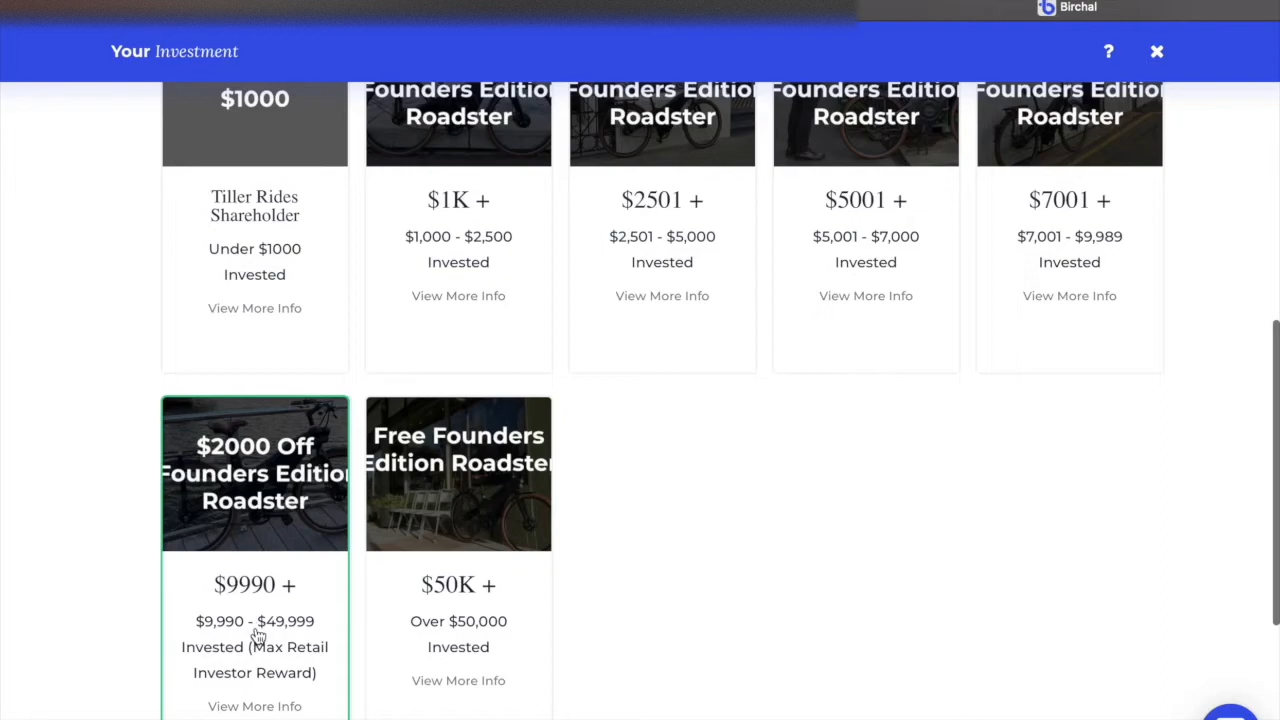 Birchal
Your Investment
?
$1000
Founders Edition
Roadster
Founders Edition
Roadster
Founders Edition
Roadster
Founders Edition
Roadster
Tiller Rides
Shareholder
Under $1000
Invested
View More Info
$1K +
$1,000 - $2,500
Invested
View More Info
$2501 +
$2,501 - $5,000
Invested
View More Info
$5001 +
$5,001 - $7,000
Invested
View More Info
$7001 +
$7,001 - $9,989
Invested
View More Info
$2000 Off
Founders Edition
Roadster
$9990 +
$9,990 - $49,999
Invested (Max Retail
Investor Reward)
View More Info
Free Founders
Edition Roadster
$50K +
Over $50,000
Invested
View More Info